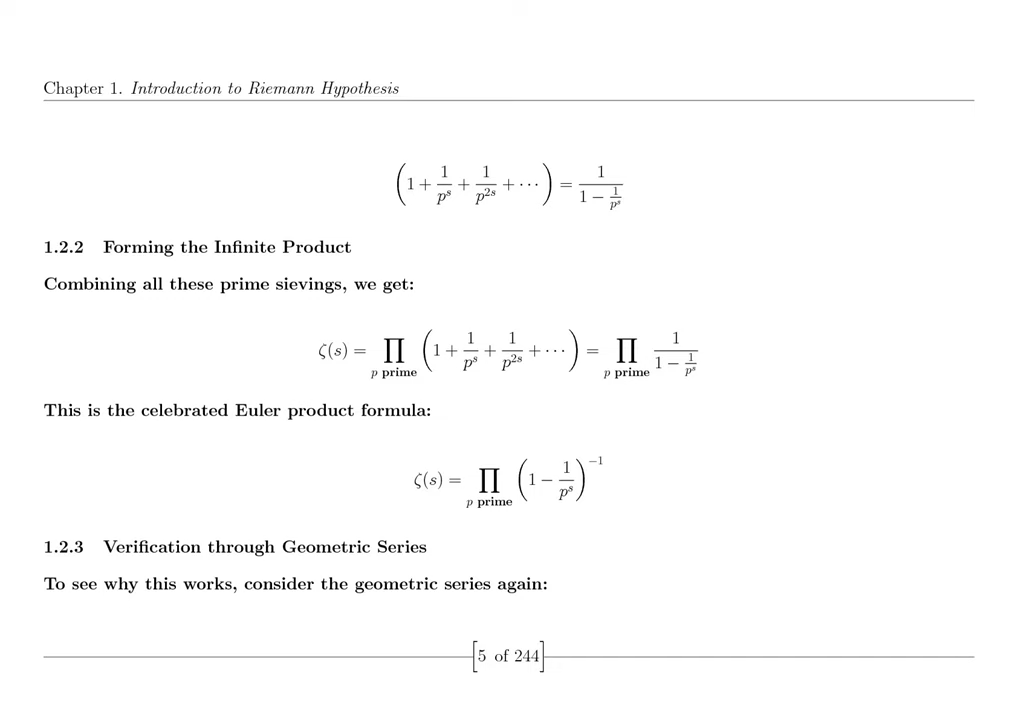 Chapter 1. Introduction to Riemann Hypothesis
(1 + 1/p^s + 1/p^{2s} + ⋯) = 1/(1 − 1/p^s)
1.2.2 Forming the Infinite Product
Combining all these prime sievings, we get:
ζ(s) = ∏_{p prime} (1 + 1/p^s + 1/p^{2s} + ⋯) = ∏_{p prime} 1/(1 − 1/p^s)
This is the celebrated Euler product formula:
ζ(s) = ∏_{p prime} (1 − 1/p^s)^{−1}
1.2.3 Verification through Geometric Series
To see why this works, consider the geometric series again:
[5 of 244]